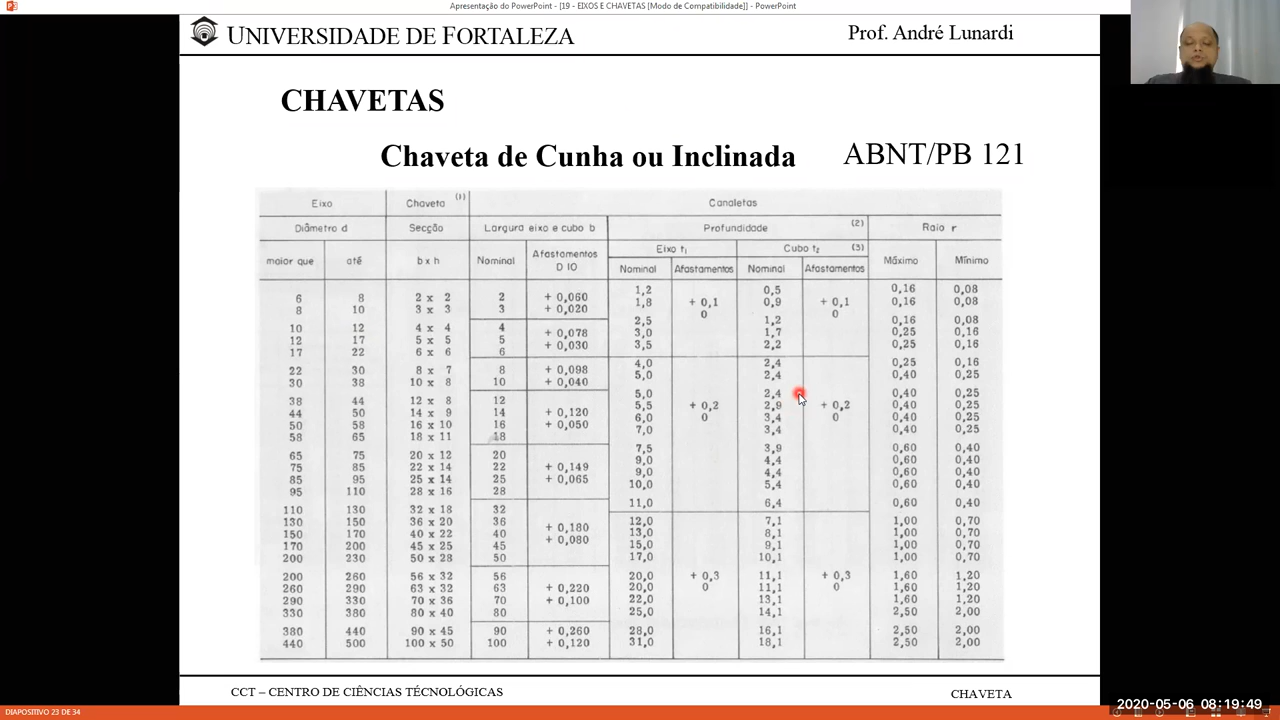 Apresentação do PowerPoint - [19 - EIXOS E CHAVETAS [Modo de Compatibilidade]] - PowerPoint
UNIVERSIDADE DE FORTALEZA
Prof. André Lunardi
CHAVETAS
Chaveta de Cunha ou Inclinada
ABNT/PB 121
Eixo Chaveta (1) Canaletas
Diâmetro d Secção Largura eixo e cubo b Profundidade (2) Raio r
maior que até b x h Nominal Afastamentos D 10 Eixo t1 Cubo t2 (3) Máximo Mínimo
Nominal Afastamentos Nominal Afastamentos
6 8 2 x 2 2 + 0,060 1,2 0,5 0,16 0,08
8 10 3 x 3 3 + 0,020 1,8 + 0,1 0 0,9 + 0,1 0 0,16 0,08
10 12 4 x 4 4 + 0,078 2,5 1,2 0,16 0,08
12 17 5 x 5 5 + 0,030 3,0 1,7 0,25 0,16
17 22 6 x 6 6 3,5 2,2 0,25 0,16
22 30 8 x 7 8 + 0,098 4,0 2,4 0,25 0,16
30 38 10 x 8 10 + 0,040 5,0 2,4 0,40 0,25
38 44 12 x 8 12 5,0 2,4 0,40 0,25
44 50 14 x 9 14 + 0,120 5,5 + 0,2 2,9 + 0,2 0,40 0,25
50 58 16 x 10 16 + 0,050 6,0 0 3,4 0 0,40 0,25
58 65 18 x 11 18 7,0 3,4 0,40 0,25
65 75 20 x 12 20 7,5 3,9 0,60 0,40
75 85 22 x 14 22 + 0,149 9,0 4,4 0,60 0,40
85 95 25 x 14 25 + 0,065 9,0 4,4 0,60 0,40
95 110 28 x 16 28 10,0 5,4 0,60 0,40
110 130 32 x 18 32 11,0 6,4 0,60 0,40
130 150 36 x 20 36 + 0,180 12,0 7,1 1,00 0,70
150 170 40 x 22 40 + 0,080 13,0 8,1 1,00 0,70
170 200 45 x 25 45 15,0 9,1 1,00 0,70
200 230 50 x 28 50 17,0 10,1 1,00 0,70
200 260 56 x 32 56 + 0,220 20,0 + 0,3 11,1 + 0,3 1,60 1,20
260 290 63 x 32 63 + 0,100 20,0 0 11,1 0 1,60 1,20
290 330 70 x 36 70 22,0 13,1 1,60 1,20
330 380 80 x 40 80 25,0 14,1 2,50 2,00
380 440 90 x 45 90 + 0,260 28,0 16,1 2,50 2,00
440 500 100 x 50 100 + 0,120 31,0 18,1 2,50 2,00
CCT – CENTRO DE CIÊNCIAS TÉCNOLÓGICAS
CHAVETA
2020-05-06 08:19:49
DIAPOSITIVO 23 DE 34